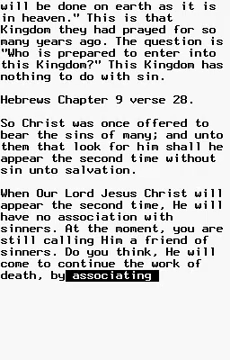 will be done on earth as it is
in heaven." This is that
Kingdom they had prayed for so
many years ago. The question is
"Who is prepared to enter into
this Kingdom?" This Kingdom has
nothing to do with sin.

Hebrews Chapter 9 verse 28.

So Christ was once offered to
bear the sins of many; and unto
them that look for him shall he
appear the second time without
sin unto salvation.

When Our Lord Jesus Christ will
appear the second time, He will
have no association with
sinners. At the moment, you are
still calling Him a friend of
sinners. Do you think, He will
come to continue the work of
death, by associating